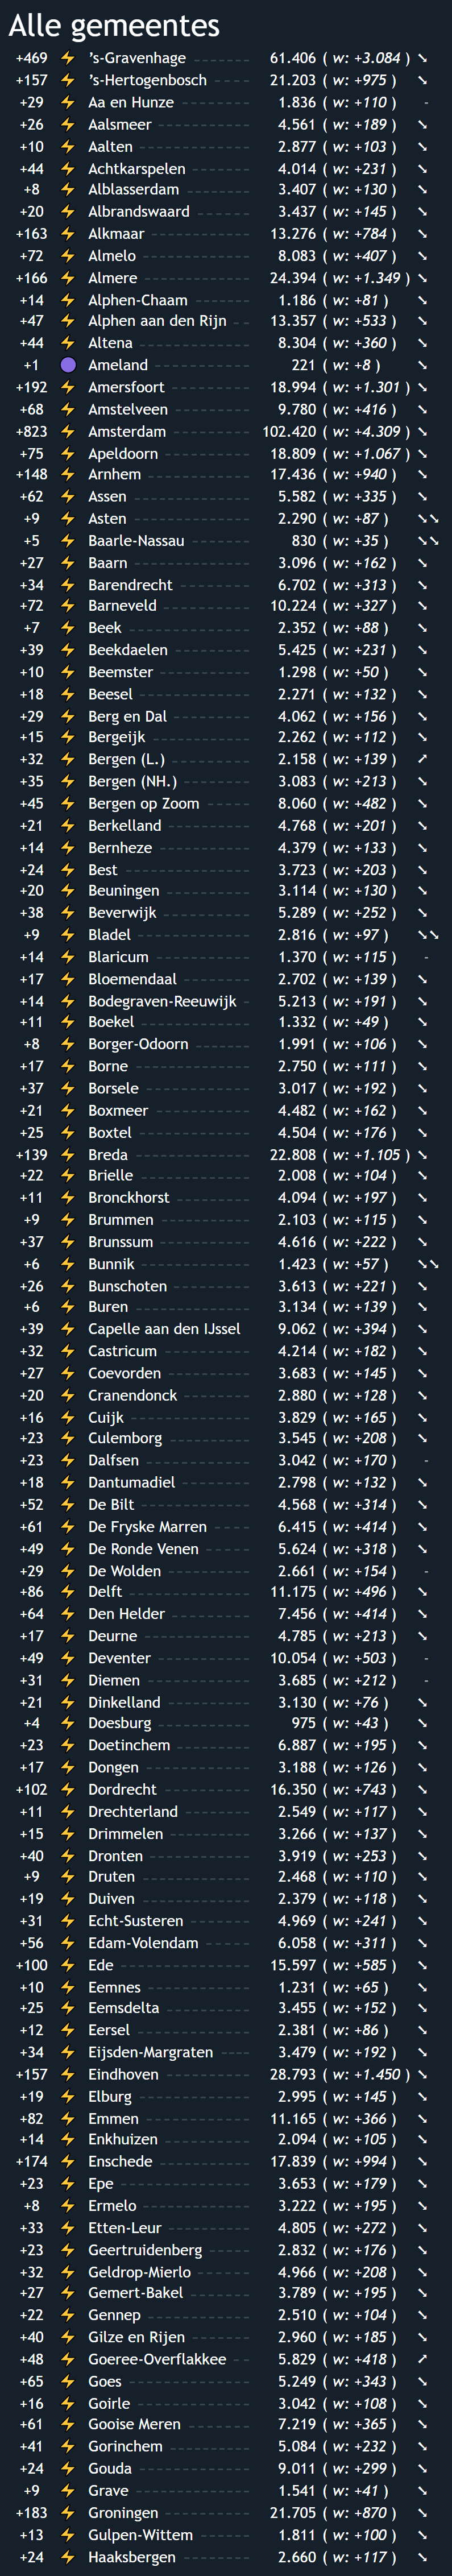 Alle gemeentes
+469 ⚡ ’s-Gravenhage 61.406 ( w: +3.084 ) ➘
+157 ⚡ ’s-Hertogenbosch 21.203 ( w: +975 ) ➘
+29 ⚡ Aa en Hunze 1.836 ( w: +110 ) -
+26 ⚡ Aalsmeer 4.561 ( w: +189 ) ➘
+10 ⚡ Aalten 2.877 ( w: +103 ) ➘
+44 ⚡ Achtkarspelen 4.014 ( w: +231 ) ➘
+8 ⚡ Alblasserdam 3.407 ( w: +130 ) ➘
+20 ⚡ Albrandswaard 3.437 ( w: +145 ) ➘
+163 ⚡ Alkmaar 13.276 ( w: +784 ) ➘
+72 ⚡ Almelo 8.083 ( w: +407 ) ➘
+166 ⚡ Almere 24.394 ( w: +1.349 ) ➘
+14 ⚡ Alphen-Chaam 1.186 ( w: +81 ) ➘
+47 ⚡ Alphen aan den Rijn 13.357 ( w: +533 ) ➘
+44 ⚡ Altena 8.304 ( w: +360 ) ➘
+1 🟣 Ameland 221 ( w: +8 ) ➘
+192 ⚡ Amersfoort 18.994 ( w: +1.301 ) ➘
+68 ⚡ Amstelveen 9.780 ( w: +416 ) ➘
+823 ⚡ Amsterdam 102.420 ( w: +4.309 ) ➘
+75 ⚡ Apeldoorn 18.809 ( w: +1.067 ) ➘
+148 ⚡ Arnhem 17.436 ( w: +940 ) ➘
+62 ⚡ Assen 5.582 ( w: +335 ) ➘
+9 ⚡ Asten 2.290 ( w: +87 ) ➘➘
+5 ⚡ Baarle-Nassau 830 ( w: +35 ) ➘➘
+27 ⚡ Baarn 3.096 ( w: +162 ) ➘
+34 ⚡ Barendrecht 6.702 ( w: +313 ) ➘
+72 ⚡ Barneveld 10.224 ( w: +327 ) ➘
+7 ⚡ Beek 2.352 ( w: +88 ) ➘
+39 ⚡ Beekdaelen 5.425 ( w: +231 ) ➘
+10 ⚡ Beemster 1.298 ( w: +50 ) ➘
+18 ⚡ Beesel 2.271 ( w: +132 ) ➘
+29 ⚡ Berg en Dal 4.062 ( w: +156 ) ➘
+15 ⚡ Bergeijk 2.262 ( w: +112 ) ➘
+32 ⚡ Bergen (L.) 2.158 ( w: +139 ) ➚
+35 ⚡ Bergen (NH.) 3.083 ( w: +213 ) ➘
+45 ⚡ Bergen op Zoom 8.060 ( w: +482 ) ➘
+21 ⚡ Berkelland 4.768 ( w: +201 ) ➘
+14 ⚡ Bernheze 4.379 ( w: +133 ) ➘
+24 ⚡ Best 3.723 ( w: +203 ) ➘
+20 ⚡ Beuningen 3.114 ( w: +130 ) ➘
+38 ⚡ Beverwijk 5.289 ( w: +252 ) ➘
+9 ⚡ Bladel 2.816 ( w: +97 ) ➘➘
+14 ⚡ Blaricum 1.370 ( w: +115 ) -
+17 ⚡ Bloemendaal 2.702 ( w: +139 ) ➘
+14 ⚡ Bodegraven-Reeuwijk 5.213 ( w: +191 ) ➘
+11 ⚡ Boekel 1.332 ( w: +49 ) ➘
+8 ⚡ Borger-Odoorn 1.991 ( w: +106 ) ➘
+17 ⚡ Borne 2.750 ( w: +111 ) ➘
+37 ⚡ Borsele 3.017 ( w: +192 ) ➘
+21 ⚡ Boxmeer 4.482 ( w: +162 ) ➘
+25 ⚡ Boxtel 4.504 ( w: +176 ) ➘
+139 ⚡ Breda 22.808 ( w: +1.105 ) ➘
+22 ⚡ Brielle 2.008 ( w: +104 ) ➘
+11 ⚡ Bronckhorst 4.094 ( w: +197 ) ➘
+9 ⚡ Brummen 2.103 ( w: +115 ) ➘
+37 ⚡ Brunssum 4.616 ( w: +222 ) ➘
+6 ⚡ Bunnik 1.423 ( w: +57 ) ➘➘
+26 ⚡ Bunschoten 3.613 ( w: +221 ) ➘
+6 ⚡ Buren 3.134 ( w: +139 ) ➘
+39 ⚡ Capelle aan den IJssel 9.062 ( w: +394 ) ➘
+32 ⚡ Castricum 4.214 ( w: +182 ) ➘
+27 ⚡ Coevorden 3.683 ( w: +145 ) ➘
+20 ⚡ Cranendonck 2.880 ( w: +128 ) ➘
+16 ⚡ Cuijk 3.829 ( w: +165 ) ➘
+23 ⚡ Culemborg 3.545 ( w: +208 ) ➘
+23 ⚡ Dalfsen 3.042 ( w: +170 ) -
+18 ⚡ Dantumadiel 2.798 ( w: +132 ) ➘
+52 ⚡ De Bilt 4.568 ( w: +314 ) ➘
+61 ⚡ De Fryske Marren 6.415 ( w: +414 ) ➘
+49 ⚡ De Ronde Venen 5.624 ( w: +318 ) ➘
+29 ⚡ De Wolden 2.661 ( w: +154 ) -
+86 ⚡ Delft 11.175 ( w: +496 ) ➘
+64 ⚡ Den Helder 7.456 ( w: +414 ) ➘
+17 ⚡ Deurne 4.785 ( w: +213 ) ➘
+49 ⚡ Deventer 10.054 ( w: +503 ) -
+31 ⚡ Diemen 3.685 ( w: +212 ) -
+21 ⚡ Dinkelland 3.130 ( w: +76 ) ➘
+4 ⚡ Doesburg 975 ( w: +43 ) ➘
+23 ⚡ Doetinchem 6.887 ( w: +195 ) ➘
+17 ⚡ Dongen 3.188 ( w: +126 ) ➘
+102 ⚡ Dordrecht 16.350 ( w: +743 ) ➘
+11 ⚡ Drechterland 2.549 ( w: +117 ) ➘
+15 ⚡ Drimmelen 3.266 ( w: +137 ) ➘
+40 ⚡ Dronten 3.919 ( w: +253 ) ➘
+9 ⚡ Druten 2.468 ( w: +110 ) ➘
+19 ⚡ Duiven 2.379 ( w: +118 ) ➘
+31 ⚡ Echt-Susteren 4.969 ( w: +241 ) ➘
+56 ⚡ Edam-Volendam 6.058 ( w: +311 ) ➘
+100 ⚡ Ede 15.597 ( w: +585 ) ➘
+10 ⚡ Eemnes 1.231 ( w: +65 ) ➘
+25 ⚡ Eemsdelta 3.455 ( w: +152 ) ➘
+12 ⚡ Eersel 2.381 ( w: +86 ) ➘
+34 ⚡ Eijsden-Margraten 3.479 ( w: +192 ) ➘
+157 ⚡ Eindhoven 28.793 ( w: +1.450 ) ➘
+19 ⚡ Elburg 2.995 ( w: +145 ) ➘
+82 ⚡ Emmen 11.165 ( w: +366 ) ➘
+14 ⚡ Enkhuizen 2.094 ( w: +105 ) ➘
+174 ⚡ Enschede 17.839 ( w: +994 ) ➘
+23 ⚡ Epe 3.653 ( w: +179 ) ➘
+8 ⚡ Ermelo 3.222 ( w: +195 ) ➘
+33 ⚡ Etten-Leur 4.805 ( w: +272 ) ➘
+23 ⚡ Geertruidenberg 2.832 ( w: +176 ) ➘
+32 ⚡ Geldrop-Mierlo 4.966 ( w: +208 ) ➘
+27 ⚡ Gemert-Bakel 3.789 ( w: +195 ) ➘
+22 ⚡ Gennep 2.510 ( w: +104 ) ➘
+40 ⚡ Gilze en Rijen 2.960 ( w: +185 ) ➘
+48 ⚡ Goeree-Overflakkee 5.829 ( w: +418 ) ➚
+65 ⚡ Goes 5.249 ( w: +343 ) ➘
+16 ⚡ Goirle 3.042 ( w: +108 ) ➘
+61 ⚡ Gooise Meren 7.219 ( w: +365 ) ➘
+41 ⚡ Gorinchem 5.084 ( w: +232 ) ➘
+24 ⚡ Gouda 9.011 ( w: +299 ) ➘
+9 ⚡ Grave 1.541 ( w: +41 ) ➘
+183 ⚡ Groningen 21.705 ( w: +870 ) ➘
+13 ⚡ Gulpen-Wittem 1.811 ( w: +100 ) ➘
+24 ⚡ Haaksbergen 2.660 ( w: +117 ) ➘